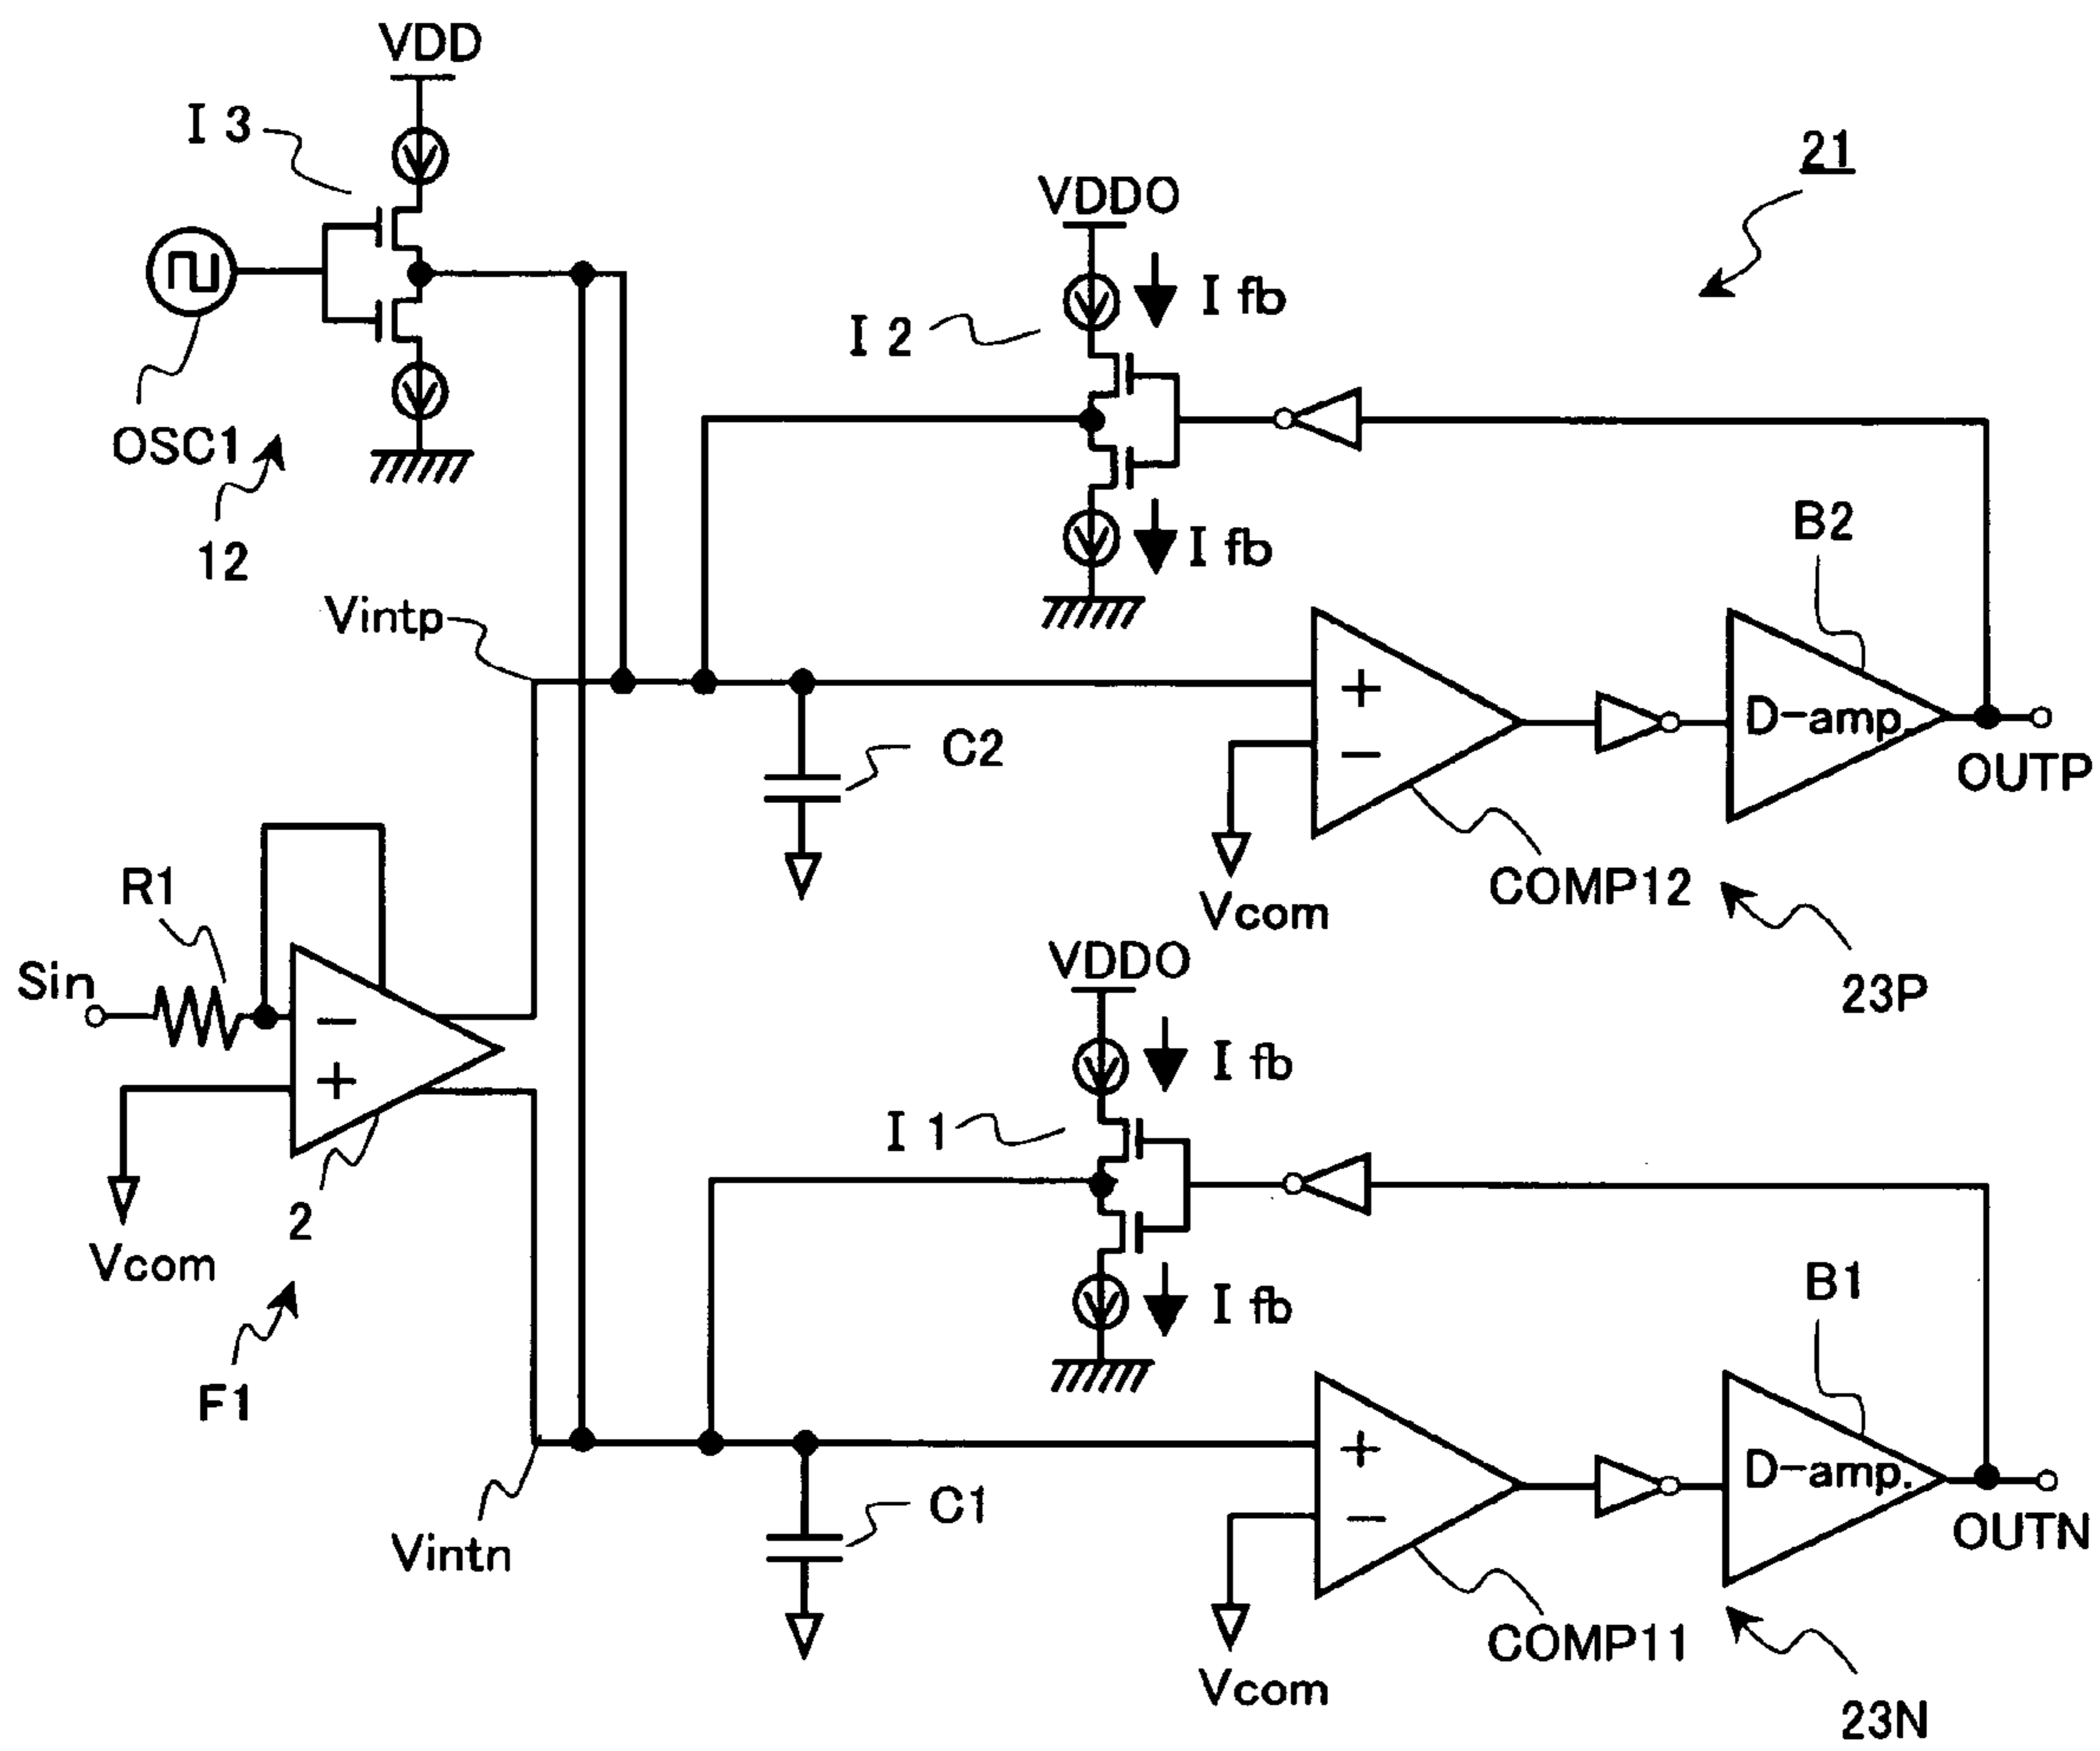 VDD
I 3
21
VDDO
I fb
I 2
OSC1
12
I fb
B2
Vintp
+
−
D-amp.
OUTP
C2
R1
COMP12
Vcom
Sin
VDDO
23P
−
+
I fb
I 1
2
Vcom
I fb
B1
F1
+
−
D-amp.
C1
OUTN
Vintn
COMP11
Vcom
23N